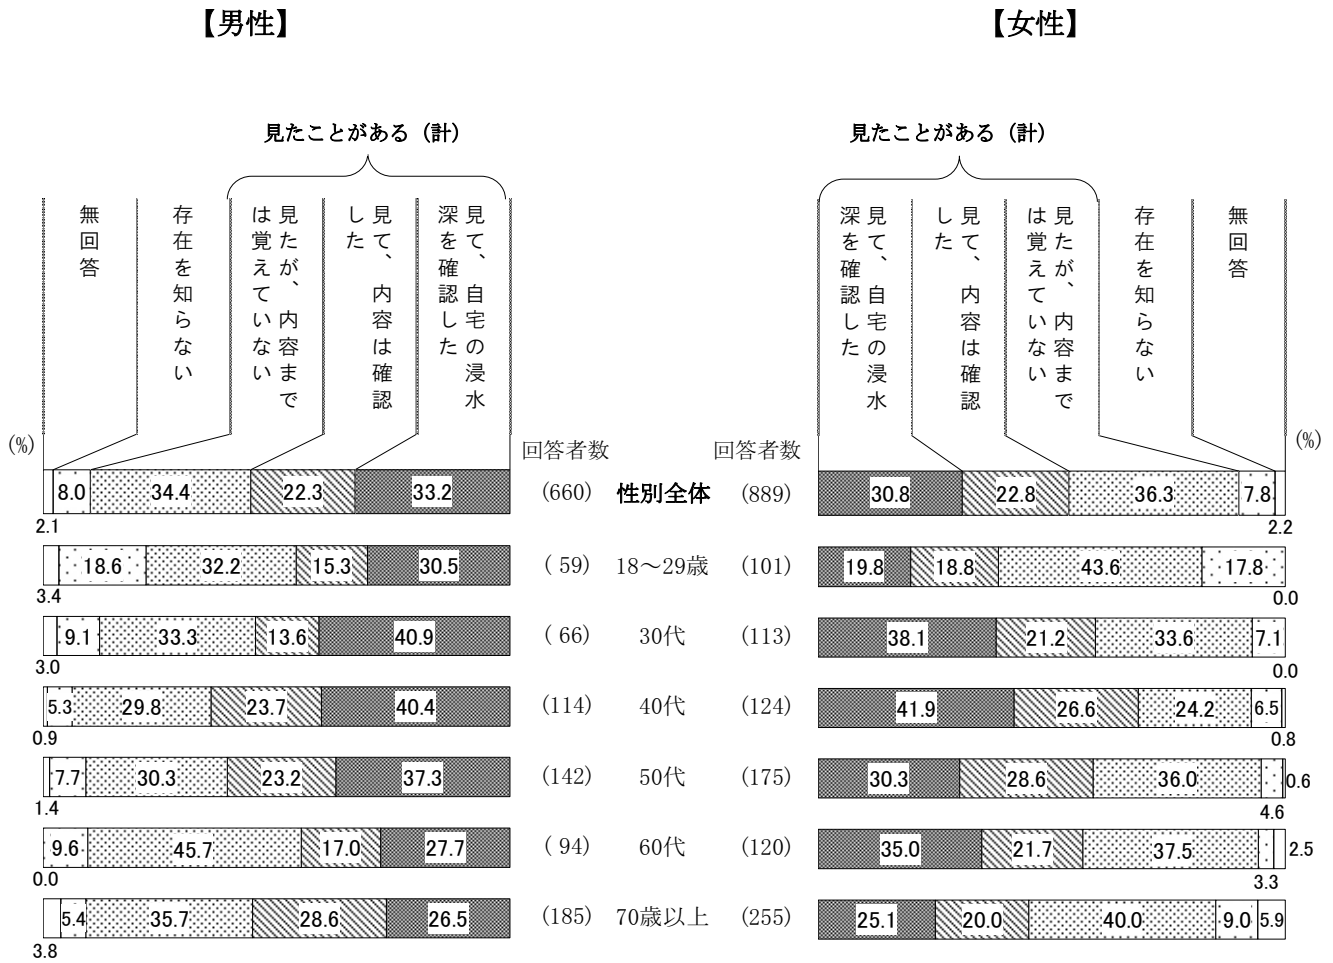 【男性】 【女性】
見たことがある（計） 見たことがある（計）
無回答
存在を知らない
見たが、内容まで
は覚えていない
見て、内容は確認
した
見て、自宅の浸水
深を確認した
見て、自宅の浸水
深を確認した
見て、内容は確認
した
見たが、内容まで
は覚えていない
存在を知らない
無回答
(%) 回答者数 回答者数 (%)
8.0 34.4 22.3 33.2 (660) 性別全体 (889) 30.8 22.8 36.3 7.8
2.1 2.2
18.6 32.2 15.3 30.5 ( 59) 18～29歳 (101) 19.8 18.8 43.6 17.8
3.4 0.0
9.1 33.3 13.6 40.9 ( 66) 30代 (113) 38.1 21.2 33.6 7.1
3.0 0.0
5.3 29.8 23.7 40.4 (114) 40代 (124) 41.9 26.6 24.2 6.5
0.9 0.8
7.7 30.3 23.2 37.3 (142) 50代 (175) 30.3 28.6 36.0 0.6
1.4 4.6
9.6 45.7 17.0 27.7 ( 94) 60代 (120) 35.0 21.7 37.5 2.5
0.0 3.3
5.4 35.7 28.6 26.5 (185) 70歳以上 (255) 25.1 20.0 40.0 9.0 5.9
3.8